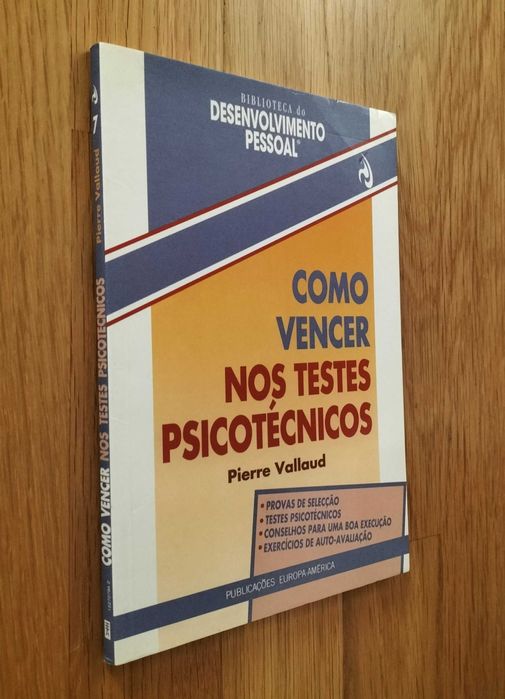 BIBLIOTECA do
DESENVOLVIMENTO
PESSOAL®
COMO
VENCER
NOS TESTES
PSICOTÉCNICOS
Pierre Vallaud
• PROVAS DE SELECÇÃO
• TESTES PSICOTÉCNICOS
• CONSELHOS PARA UMA BOA EXECUÇÃO
• EXERCÍCIOS DE AUTO-AVALIAÇÃO
PUBLICAÇÕES EUROPA-AMÉRICA
7
Pierre Vallaud
COMO VENCER NOS TESTES PSICOTÉCNICOS